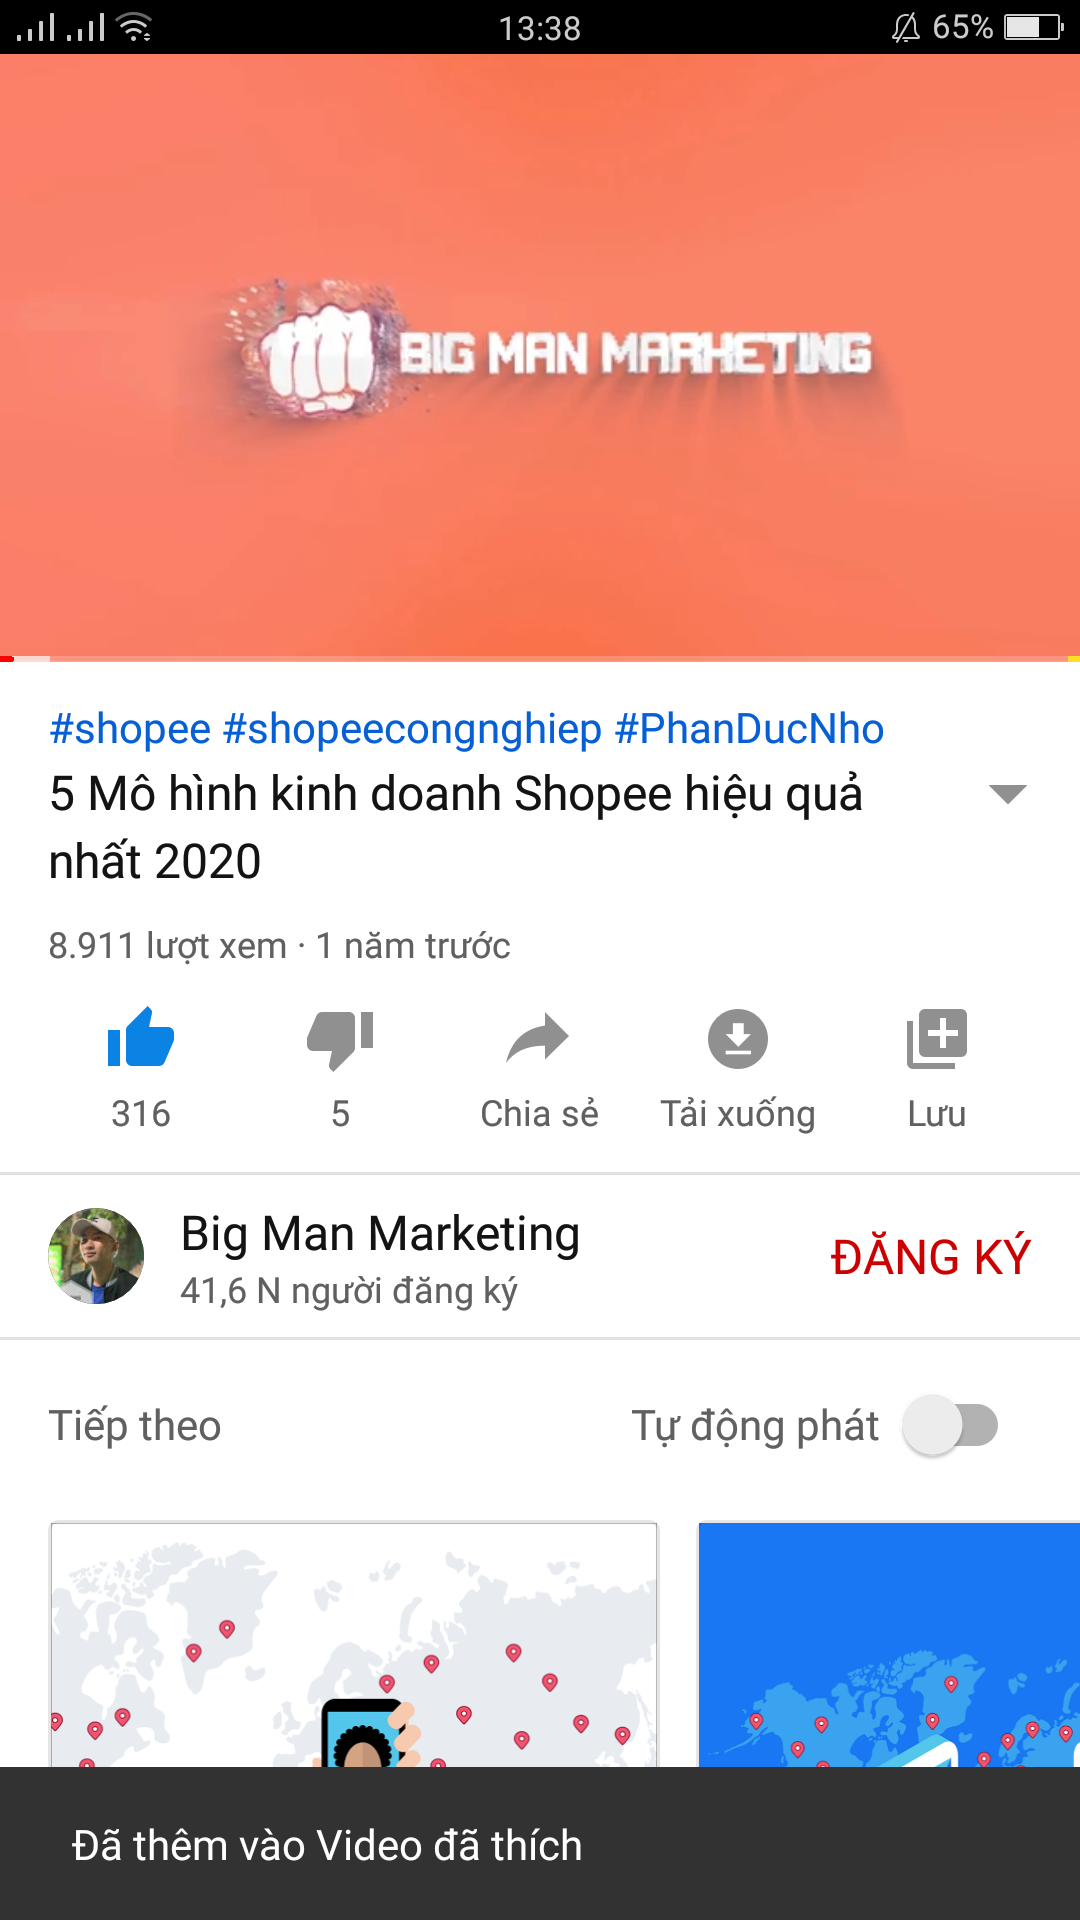 13:38
65%
BIG MAN MARKETING
#shopee #shopeecongnghiep #PhanDucNho
5 Mô hình kinh doanh Shopee hiệu quả
nhất 2020
8.911 lượt xem · 1 năm trước
316
5
Chia sẻ
Tải xuống
Lưu
Big Man Marketing
41,6 N người đăng ký
ĐĂNG KÝ
Tiếp theo
Tự động phát
Đã thêm vào Video đã thích